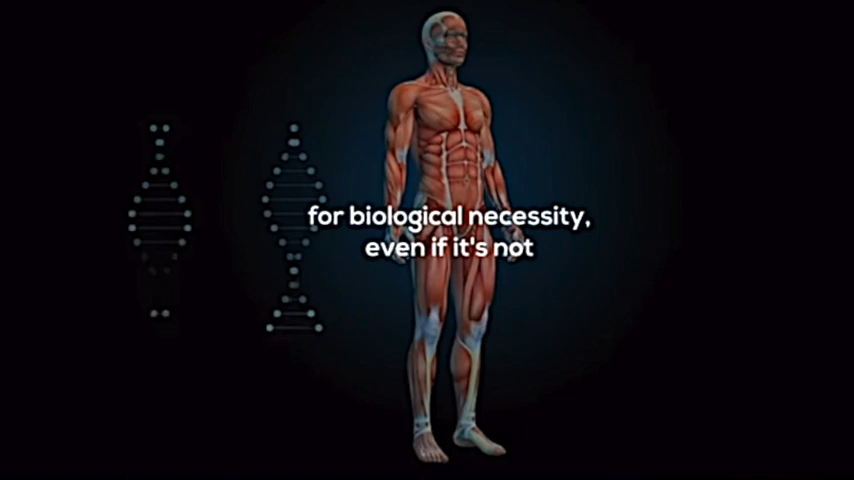 for biological necessity,
even if it's not